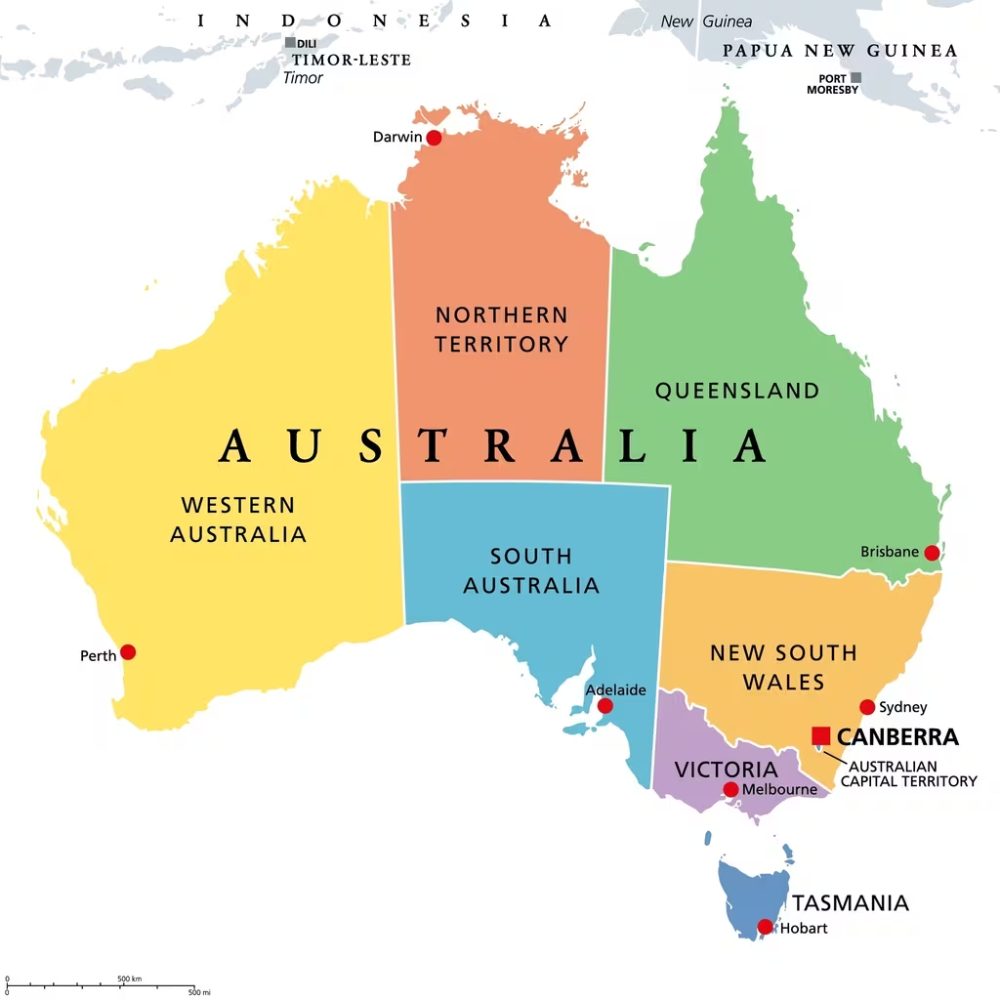 INDONESIA
New Guinea
DILI
TIMOR-LESTE
Timor
PAPUA NEW GUINEA
PORT
MORESBY
Darwin
NORTHERN
TERRITORY
QUEENSLAND
AUSTRALIA
WESTERN
AUSTRALIA
SOUTH
AUSTRALIA
Brisbane
Perth
NEW SOUTH
WALES
Adelaide
Sydney
CANBERRA
AUSTRALIAN
CAPITAL TERRITORY
VICTORIA
Melbourne
TASMANIA
Hobart
0 500 km
0 500 mi